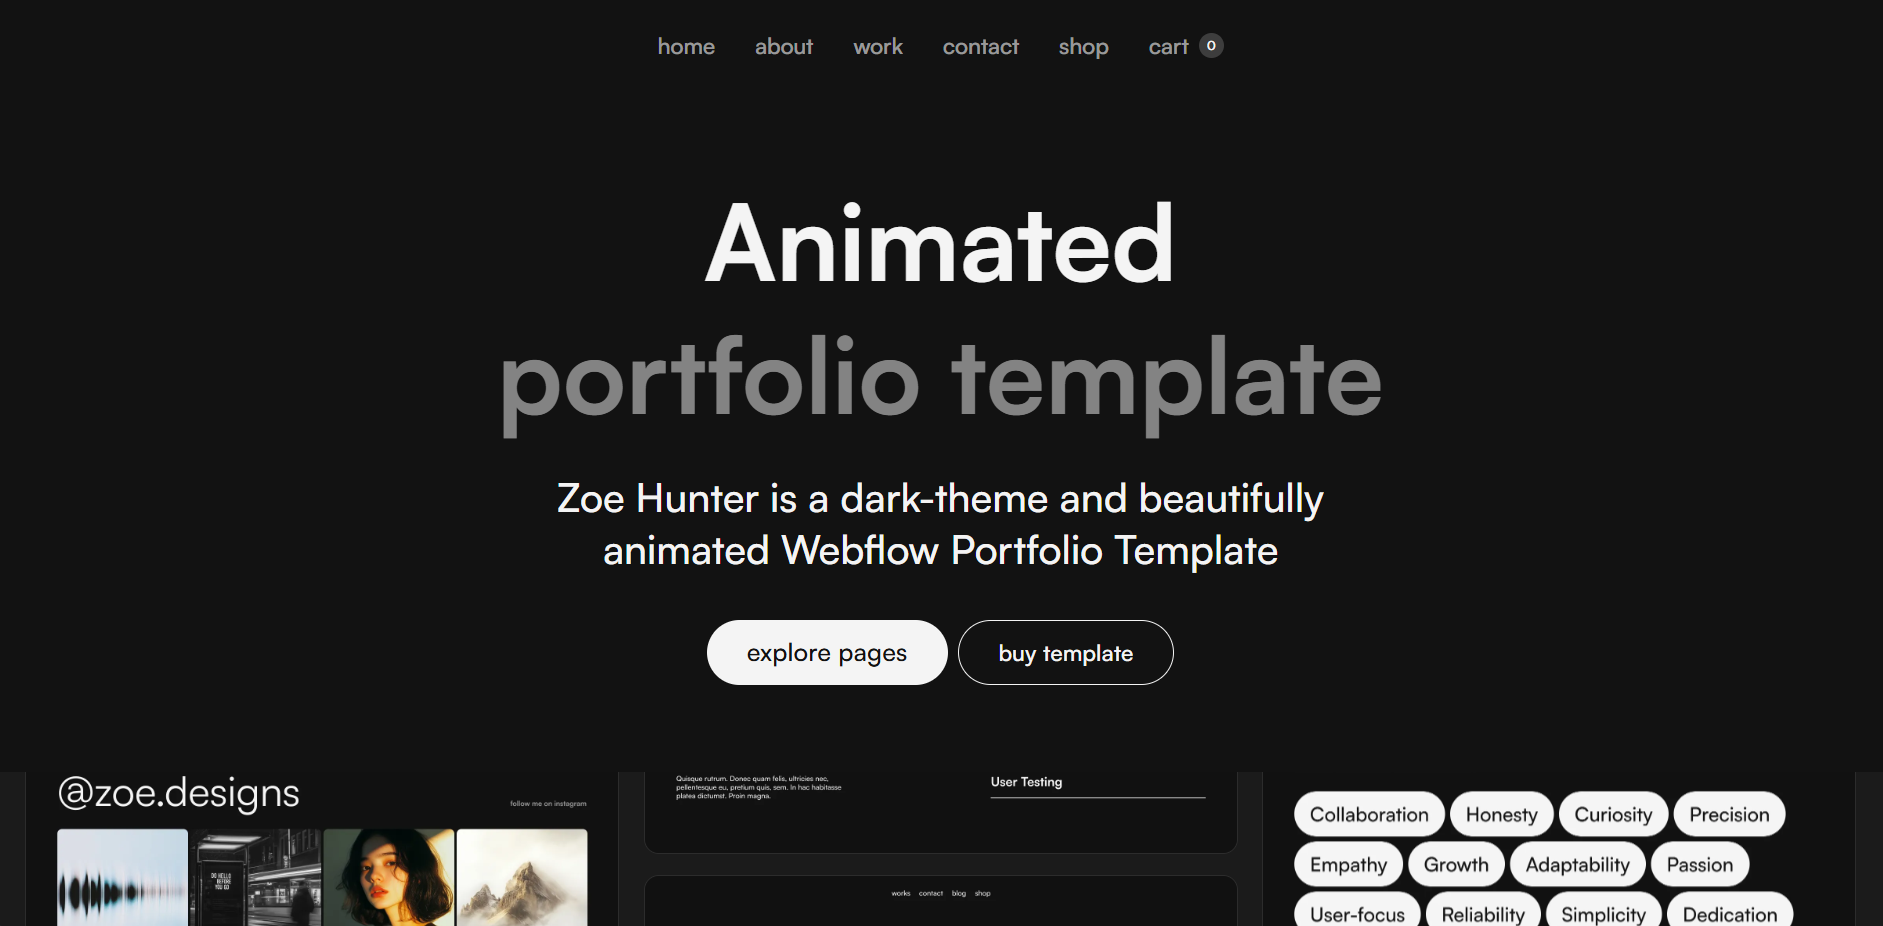 home about work contact shop cart 0
Animated
portfolio template
Zoe Hunter is a dark-theme and beautifully
animated Webflow Portfolio Template
explore pages buy template
@zoe.designs
follow me on instagram
DO HELLO
BEFORE
YOU GO
Quisque rutrum. Donec quam felis, ultricies nec,
pellentesque eu, pretium quis, sem. In hac habitasse
platea dictumst. Proin magna.
User Testing
works contact blog shop
Collaboration Honesty Curiosity Precision
Empathy Growth Adaptability Passion
User-focus Reliability Simplicity Dedication